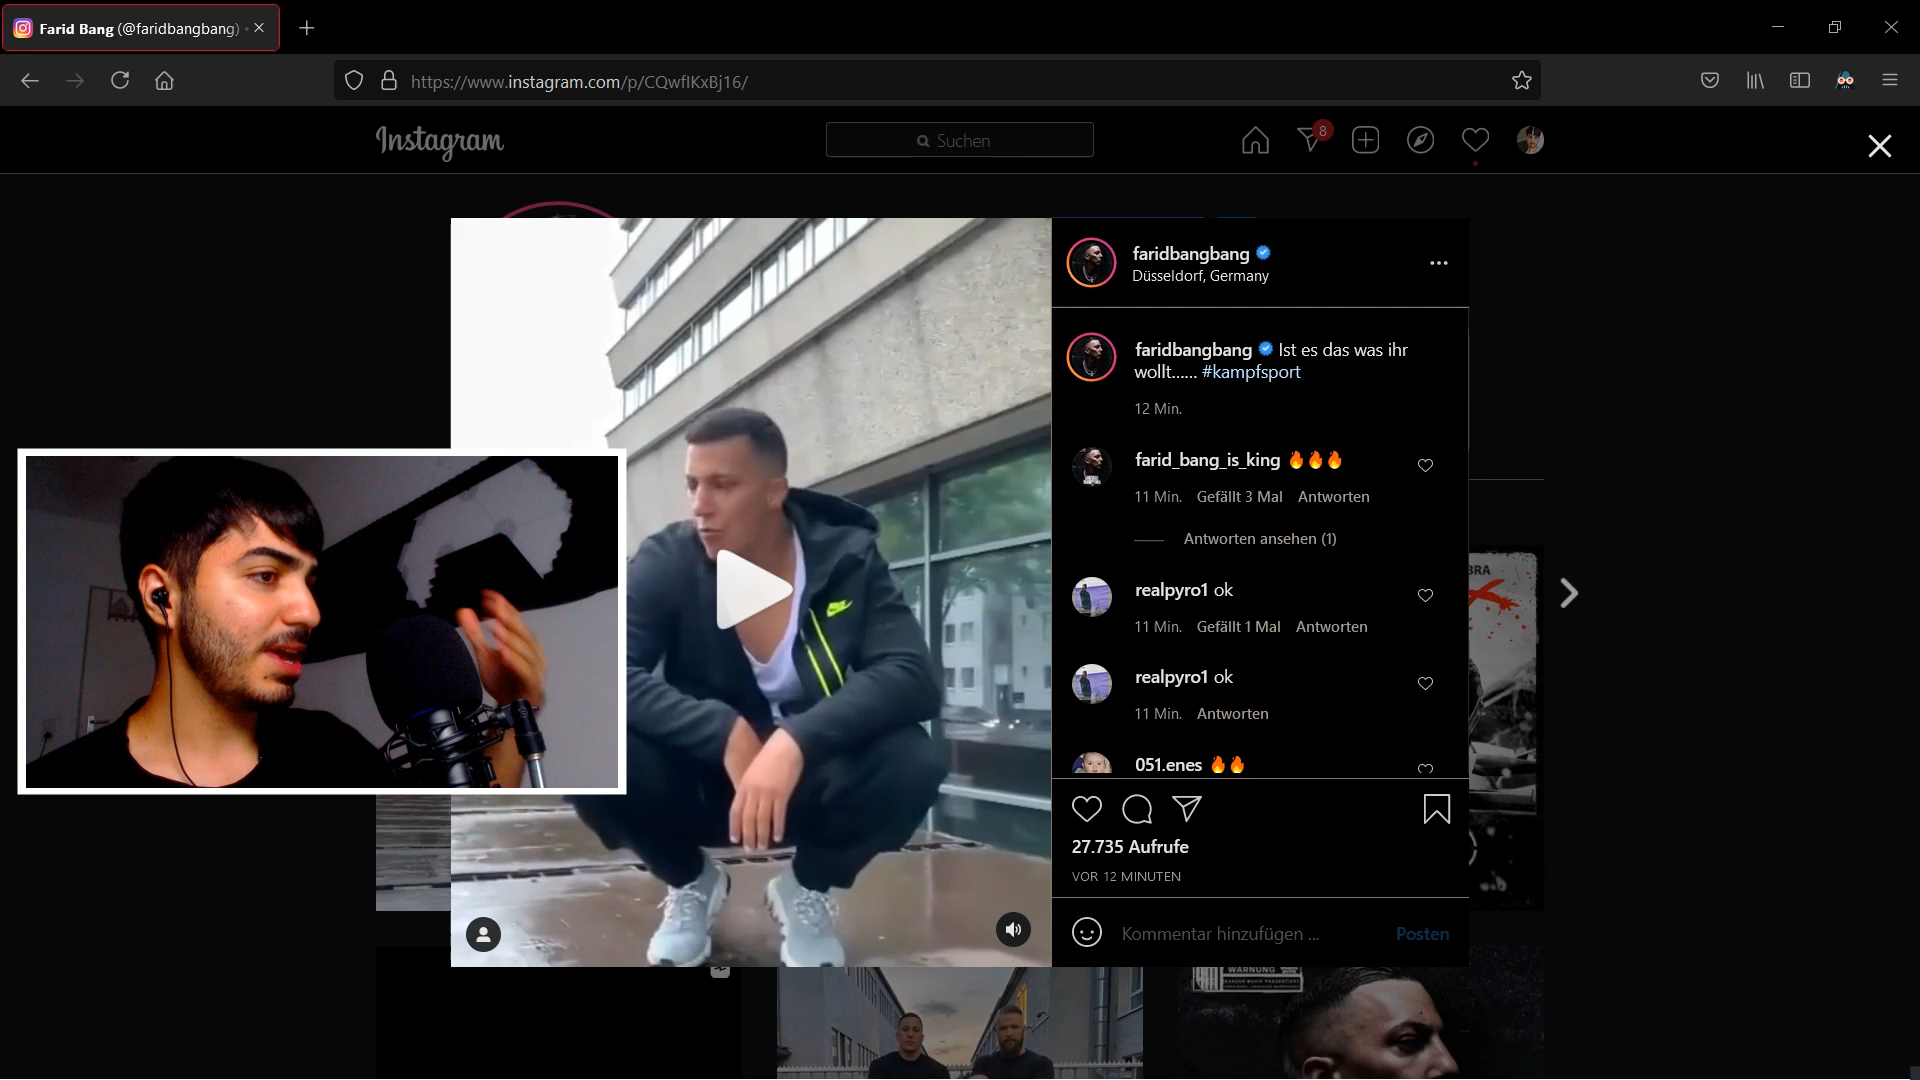 Farid Bang (@faridbangbang) •
https://www.instagram.com/p/CQwfIKxBj16/
Instagram
Suchen
8
faridbangbang
Düsseldorf, Germany
faridbangbang Ist es das was ihr
wollt...... #kampfsport
12 Min.
farid_bang_is_king 🔥🔥🔥
11 Min. Gefällt 3 Mal Antworten
Antworten ansehen (1)
realpyro1 ok
11 Min. Gefällt 1 Mal Antworten
realpyro1 ok
11 Min. Antworten
051.enes 🔥🔥
27.735 Aufrufe
VOR 12 MINUTEN
Kommentar hinzufügen ...
Posten
BRA
WARNUNG